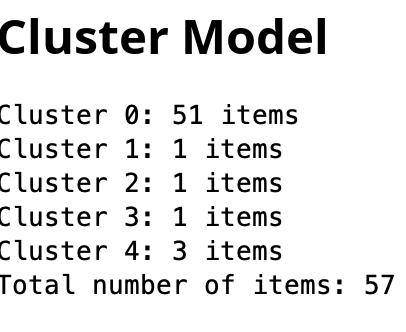 Cluster Model
Cluster 0: 51 items
Cluster 1: 1 items
Cluster 2: 1 items
Cluster 3: 1 items
Cluster 4: 3 items
Total number of items: 57